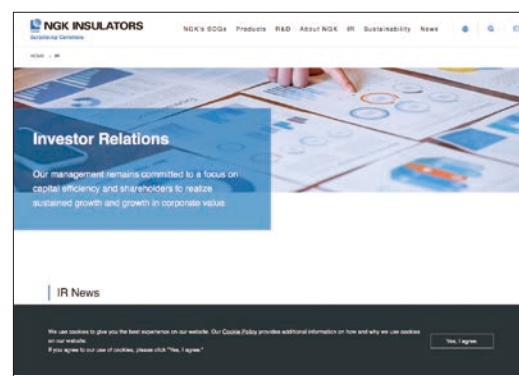 NGK INSULATORS
Surprising Ceramics
NGK's SDGs Products R&D About NGK IR Sustainability News
HOME > IR
Investor Relations
Our management remains committed to a focus on
capital efficiency and shareholders to realize
sustained growth and growth in corporate value
IR News
We use cookies to give you the best experience on our website. Our Cookie Policy provides additional information on how and why we use cookies
on our website.
If you agree to our use of cookies, please click "Yes, I agree."
Yes, I agree.